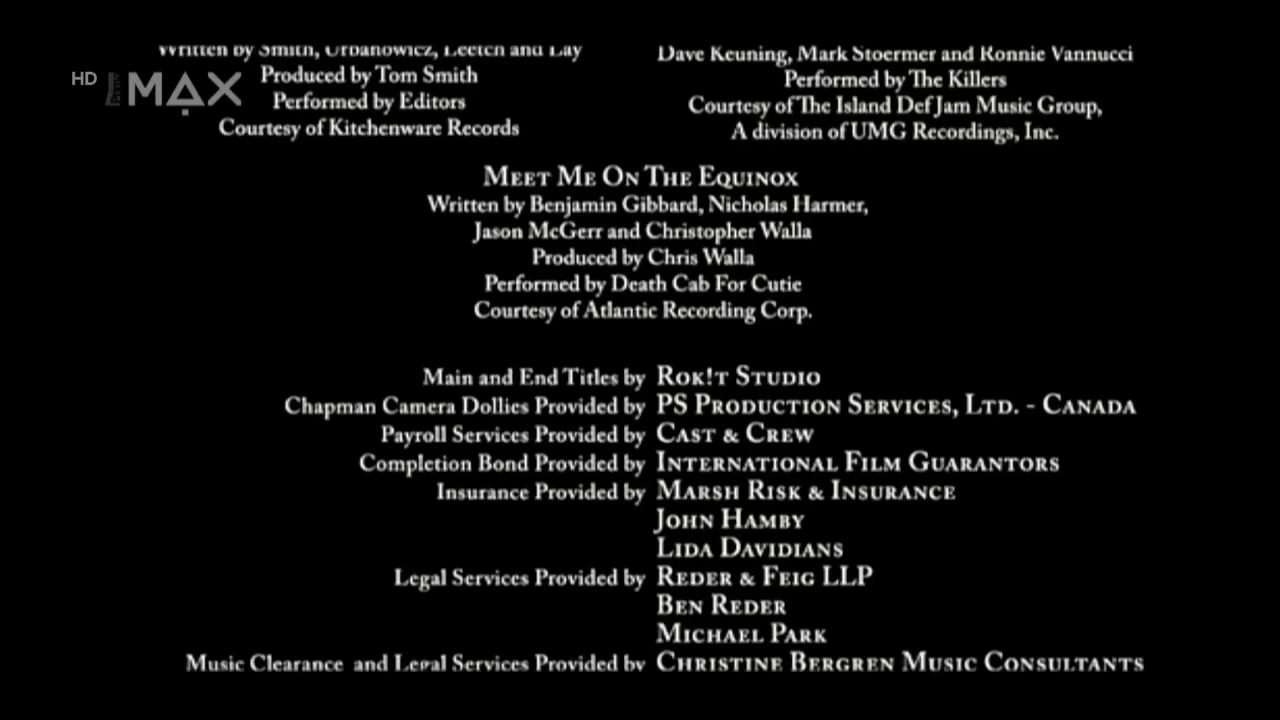 HD MAX
Written by Smith, Urbanowicz, Leetch and Lay
Produced by Tom Smith
Performed by Editors
Courtesy of Kitchenware Records
Dave Keuning, Mark Stoermer and Ronnie Vannucci
Performed by The Killers
Courtesy of The Island Def Jam Music Group,
A division of UMG Recordings, Inc.
MEET ME ON THE EQUINOX
Written by Benjamin Gibbard, Nicholas Harmer,
Jason McGerr and Christopher Walla
Produced by Chris Walla
Performed by Death Cab For Cutie
Courtesy of Atlantic Recording Corp.
Main and End Titles by ROK!T STUDIO
Chapman Camera Dollies Provided by PS PRODUCTION SERVICES, LTD. - CANADA
Payroll Services Provided by CAST & CREW
Completion Bond Provided by INTERNATIONAL FILM GUARANTORS
Insurance Provided by MARSH RISK & INSURANCE
JOHN HAMBY
LIDA DAVIDIANS
Legal Services Provided by REDER & FEIG LLP
BEN REDER
MICHAEL PARK
Music Clearance and Legal Services Provided by CHRISTINE BERGREN MUSIC CONSULTANTS